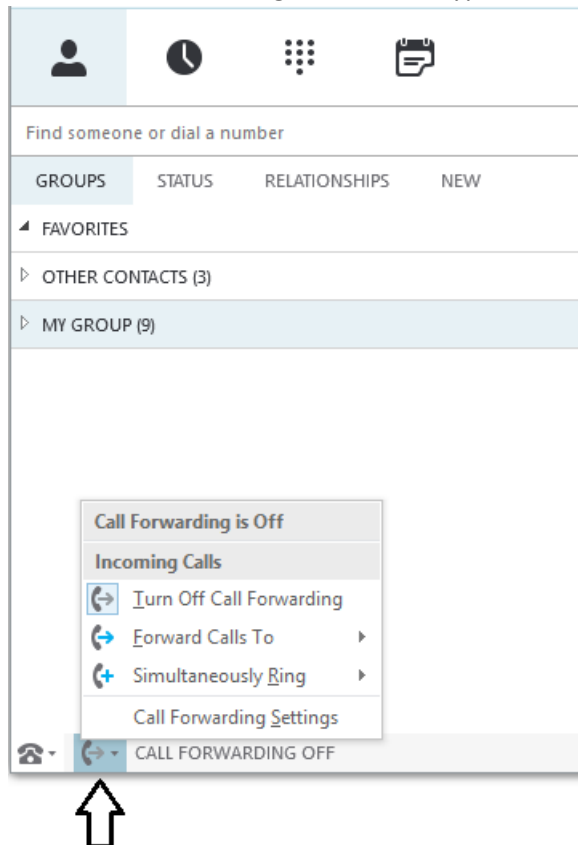 Find someone or dial a number
GROUPS STATUS RELATIONSHIPS NEW
FAVORITES
OTHER CONTACTS (3)
MY GROUP (9)
Call Forwarding is Off
Incoming Calls
Turn Off Call Forwarding
Forward Calls To
Simultaneously Ring
Call Forwarding Settings
CALL FORWARDING OFF